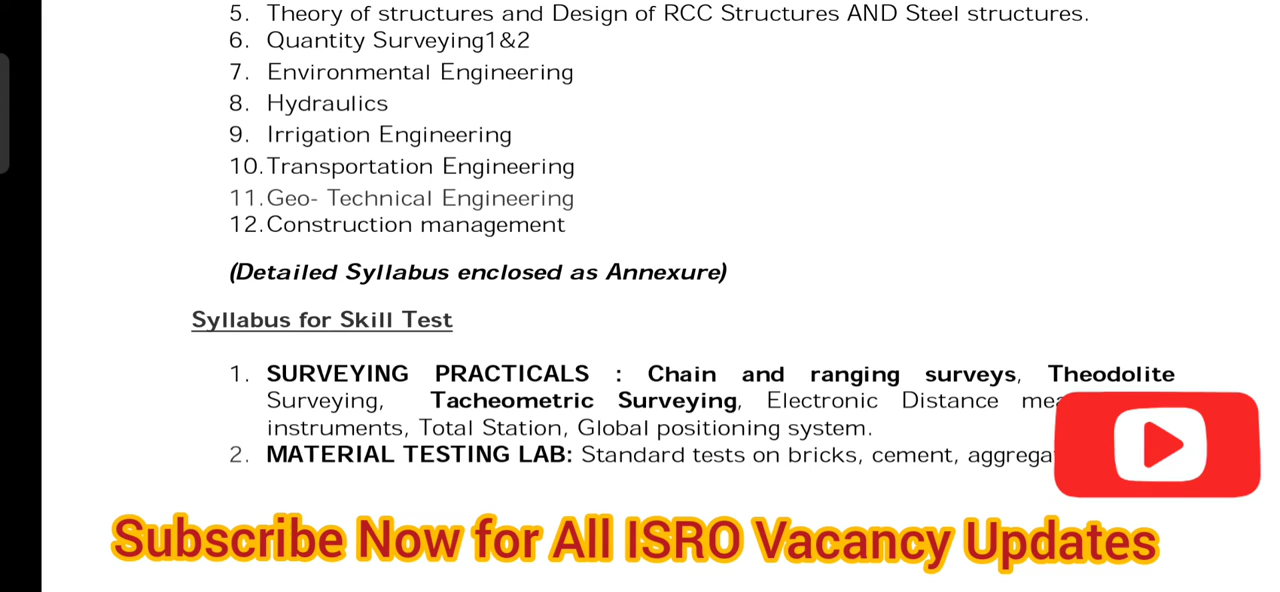 5. Theory of structures and Design of RCC Structures AND Steel structures.
6. Quantity Surveying1&2
7. Environmental Engineering
8. Hydraulics
9. Irrigation Engineering
10.Transportation Engineering
11.Geo- Technical Engineering
12.Construction management
(Detailed Syllabus enclosed as Annexure)
Syllabus for Skill Test
1. SURVEYING PRACTICALS : Chain and ranging surveys, Theodolite
Surveying, Tacheometric Surveying, Electronic Distance
instruments, Total Station, Global positioning system.
2. MATERIAL TESTING LAB: Standard tests on bricks, cement,
Subscribe Now for All ISRO Vacancy Updates